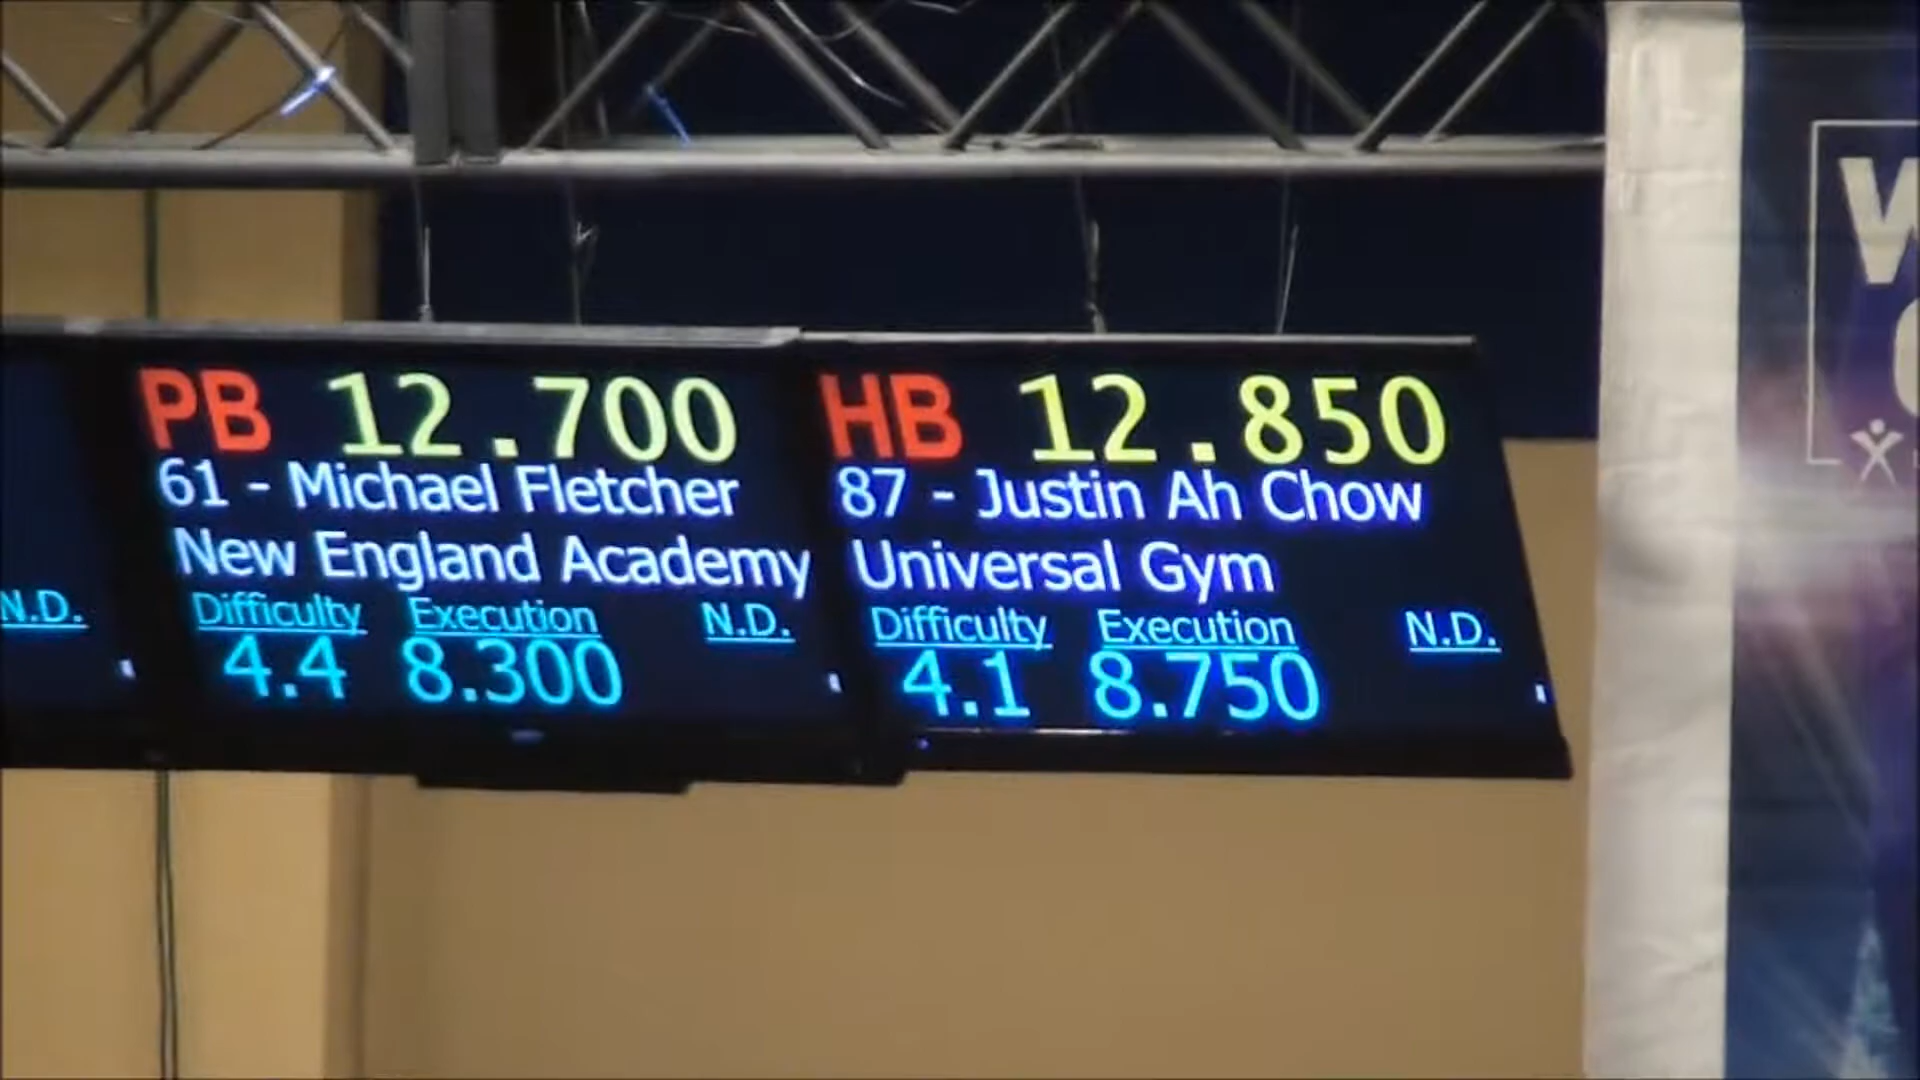 PB 12.700
61 - Michael Fletcher
New England Academy
Difficulty Execution N.D.
4.4 8.300
HB 12.850
87 - Justin Ah Chow
Universal Gym
Difficulty Execution N.D.
4.1 8.750
N.D.